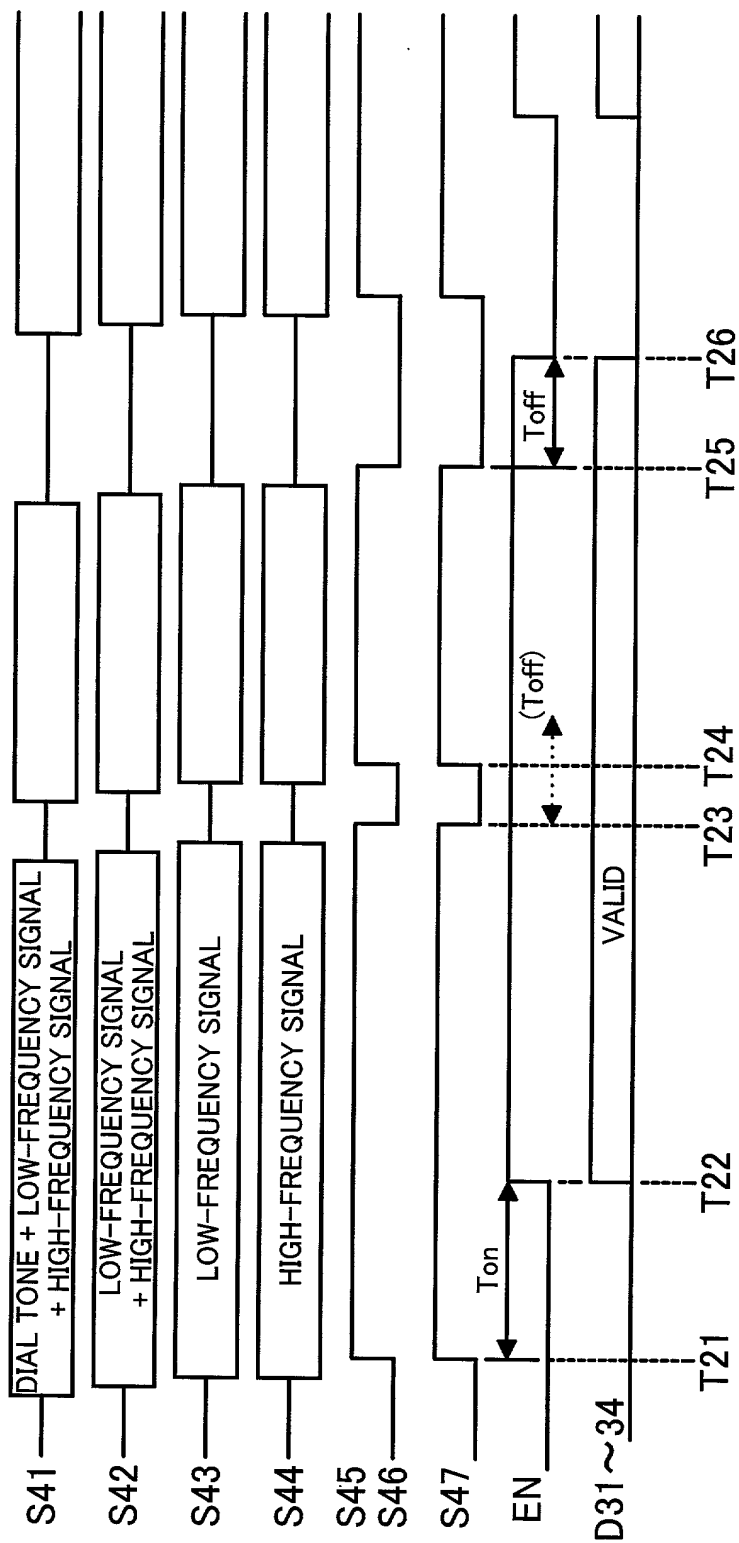 S41
DIAL TONE + LOW-FREQUENCY SIGNAL
+ HIGH-FREQUENCY SIGNAL
S42
LOW-FREQUENCY SIGNAL
+ HIGH-FREQUENCY SIGNAL
S43
LOW-FREQUENCY SIGNAL
S44
HIGH-FREQUENCY SIGNAL
S45
S46
S47
EN
Ton
(Toff)
Toff
D31～34
VALID
T21
T22
T23
T24
T25
T26